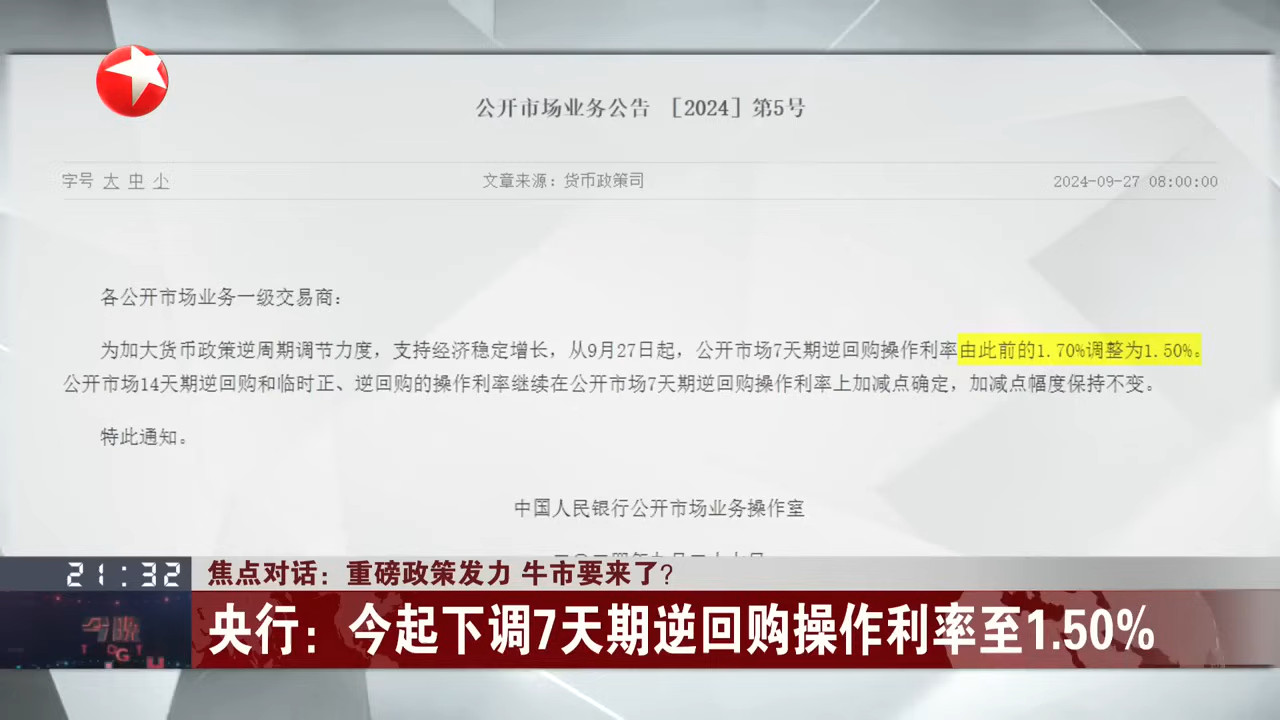 公开市场业务公告 ［2024］第5号
字号 大 中 小 文章来源：货币政策司 2024-09-27 08:00:00
各公开市场业务一级交易商：
为加大货币政策逆周期调节力度，支持经济稳定增长，从9月27日起，公开市场7天期逆回购操作利率由此前的1.70%调整为1.50%。
公开市场14天期逆回购和临时正、逆回购的操作利率继续在公开市场7天期逆回购操作利率上加减点确定，加减点幅度保持不变。
特此通知。
中国人民银行公开市场业务操作室
21:32 焦点对话：重磅政策发力 牛市要来了?
今晚
央行：今起下调7天期逆回购操作利率至1.50%